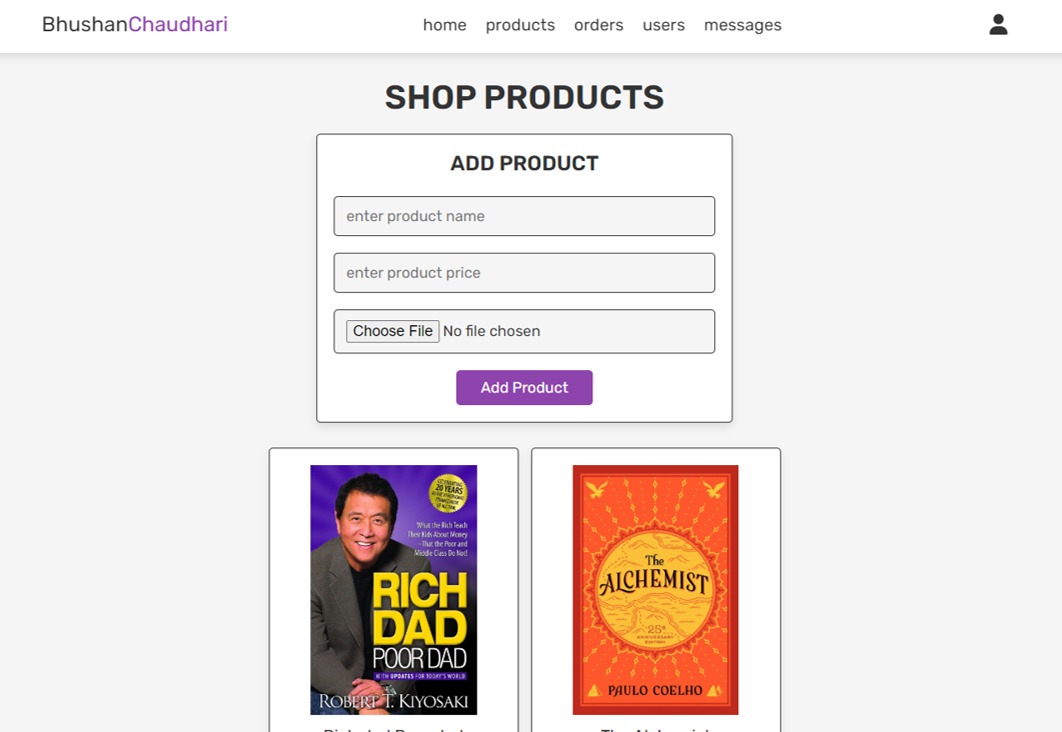 BhushanChaudhari home products orders users messages
SHOP PRODUCTS
ADD PRODUCT
enter product name
enter product price
Choose File No file chosen
Add Product
20 YEARS
"What the Rich Teach
Their Kids About Money
–That the Poor and
Middle Class Do Not!
RICH
DAD
POOR DAD
WITH UPDATES FOR TODAY'S WORLD
ROBERT T. KIYOSAKI
The
ALCHEMIST
25th
ANNIVERSARY
EDITION
PAULO COELHO
The Alchemist